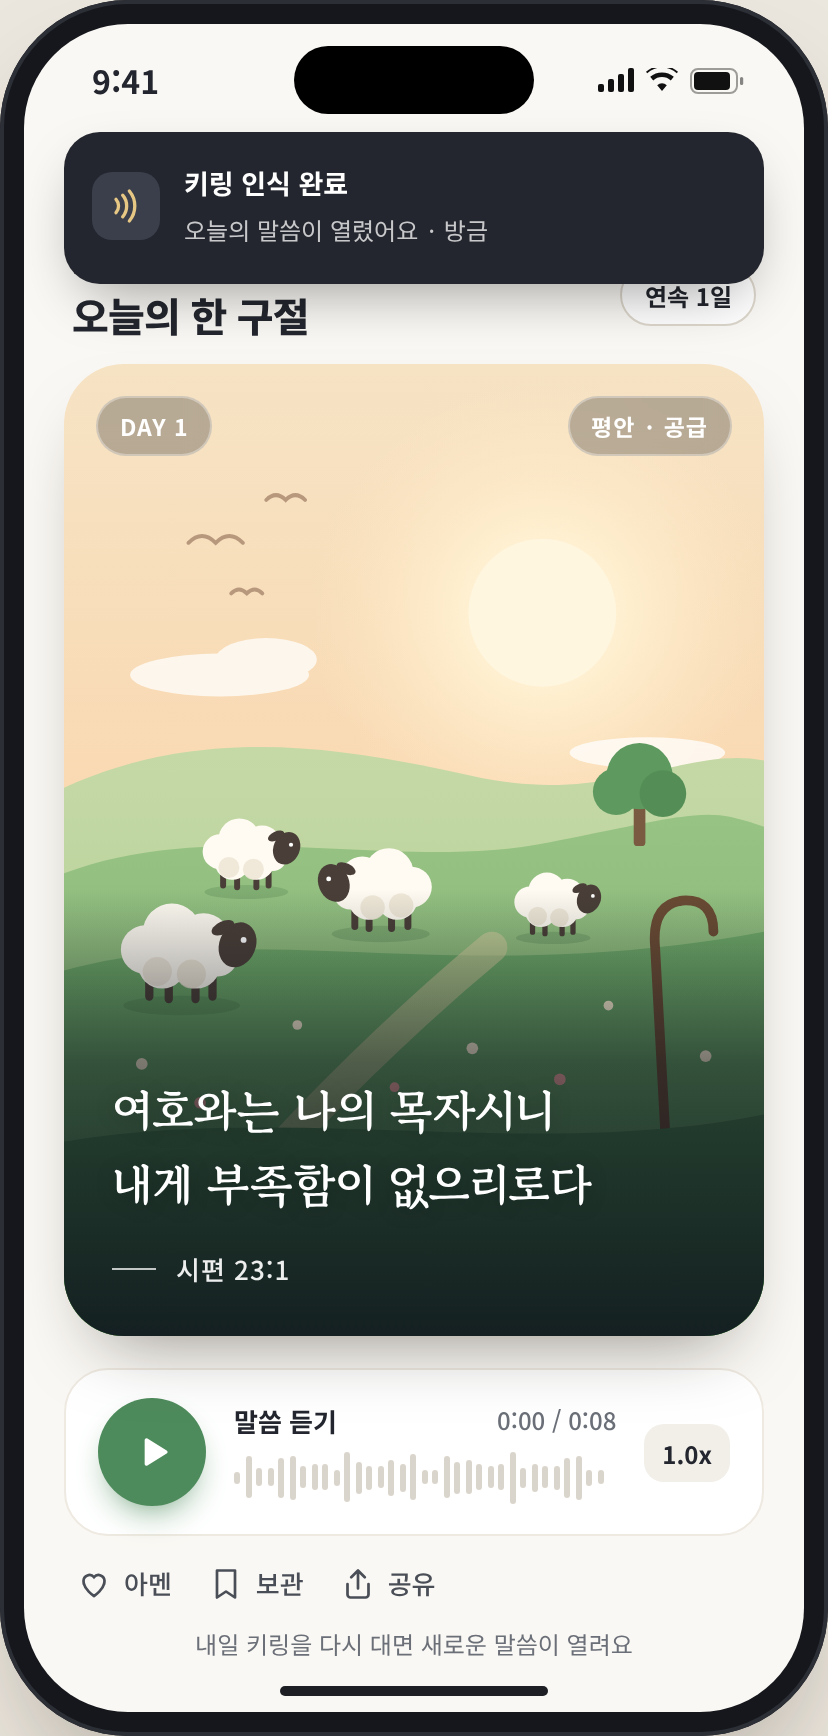 9:41
키링 인식 완료
오늘의 말씀이 열렸어요 · 방금
오늘의 한 구절
연속 1일
DAY 1
평안 · 공급
여호와는 나의 목자시니
내게 부족함이 없으리로다
시편 23:1
말씀 듣기
0:00 / 0:08
1.0x
아멘
보관
공유
내일 키링을 다시 대면 새로운 말씀이 열려요